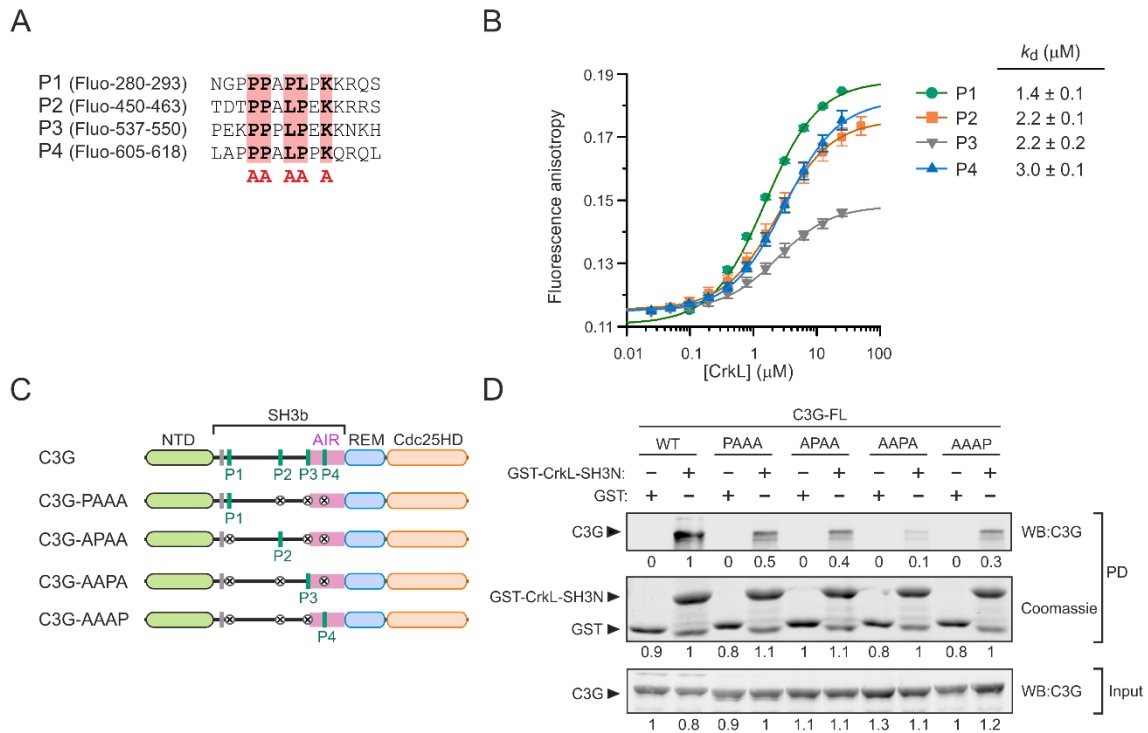 A
P1 (Fluo-280-293) NGPPPAPLPKKRQS
P2 (Fluo-450-463) TDTPPALPEKKRRS
P3 (Fluo-537-550) PEKPPPLPEKKNKH
P4 (Fluo-605-618) LAPPPALPPKQRQL
AA AA A
B
Fluorescence anisotropy
0.19
0.17
0.15
0.13
0.11
0.01 0.1 1 10 100
[CrkL] (μM)
kd (μM)
P1 1.4 ± 0.1
P2 2.2 ± 0.1
P3 2.2 ± 0.2
P4 3.0 ± 0.1
C
SH3b
NTD AIR REM Cdc25HD
C3G
P1 P2 P3 P4
C3G-PAAA
P1
C3G-APAA
P2
C3G-AAPA
P3
C3G-AAAP
P4
D
C3G-FL
WT PAAA APAA AAPA AAAP
GST-CrkL-SH3N: − + − + − + − + − +
GST: + − + − + − + − + −
C3G WB:C3G
0 1 0 0.5 0 0.4 0 0.1 0 0.3
PD
GST-CrkL-SH3N
Coomassie
GST
0.9 1 0.8 1.1 1 1.1 0.8 1 0.8 1
C3G WB:C3G Input
1 0.8 0.9 1 1.1 1.1 1.3 1.1 1 1.2